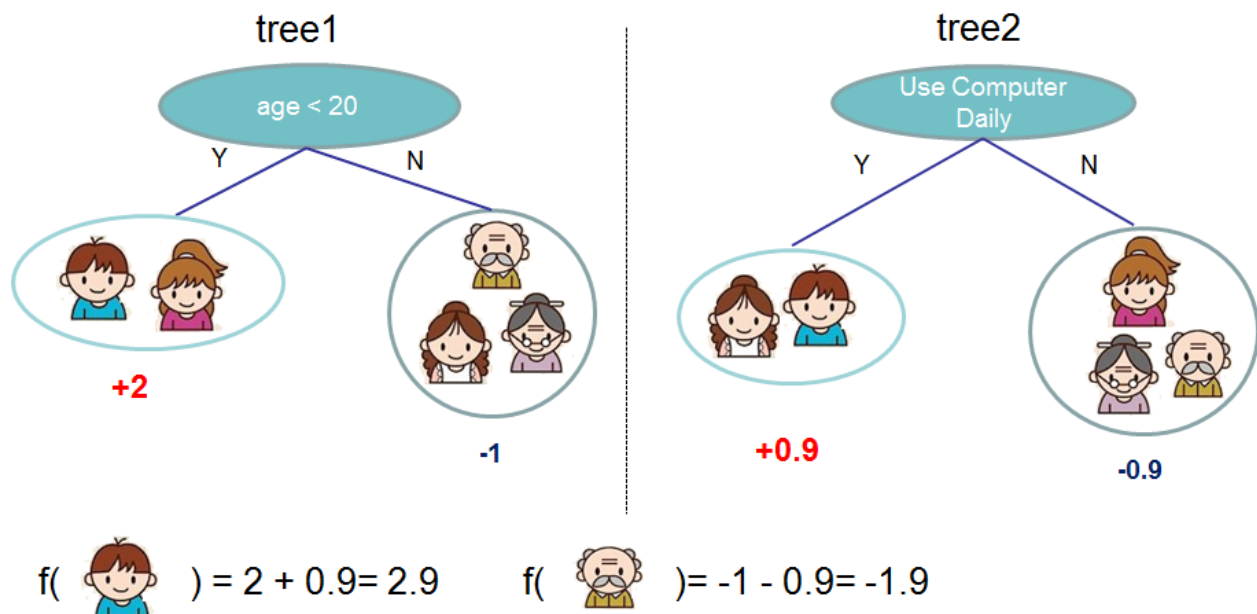 tree1
age < 20
Y
N
+2
-1
tree2
Use Computer
Daily
Y
N
+0.9
-0.9
f( ) = 2 + 0.9= 2.9
f( )= -1 - 0.9= -1.9